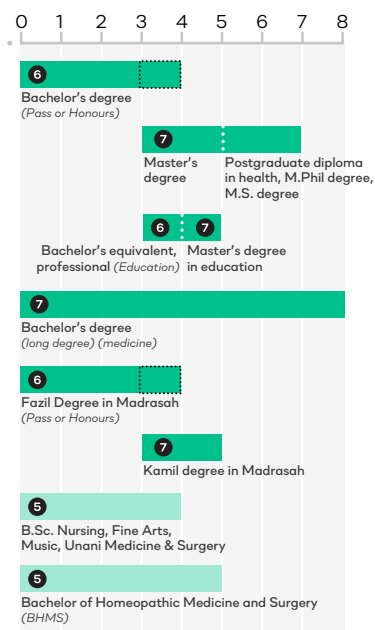 0 1 2 3 4 5 6 7 8
6
Bachelor's degree
(Pass or Honours)
7
Master's
degree
Postgraduate diploma
in health, M.Phil degree,
M.S. degree
6 7
Bachelor's equivalent,
professional (Education)
Master's degree
in education
7
Bachelor's degree
(long degree) (medicine)
6
Fazil Degree in Madrasah
(Pass or Honours)
7
Kamil degree in Madrasah
5
B.Sc. Nursing, Fine Arts,
Music, Unani Medicine & Surgery
5
Bachelor of Homeopathic Medicine and Surgery
(BHMS)